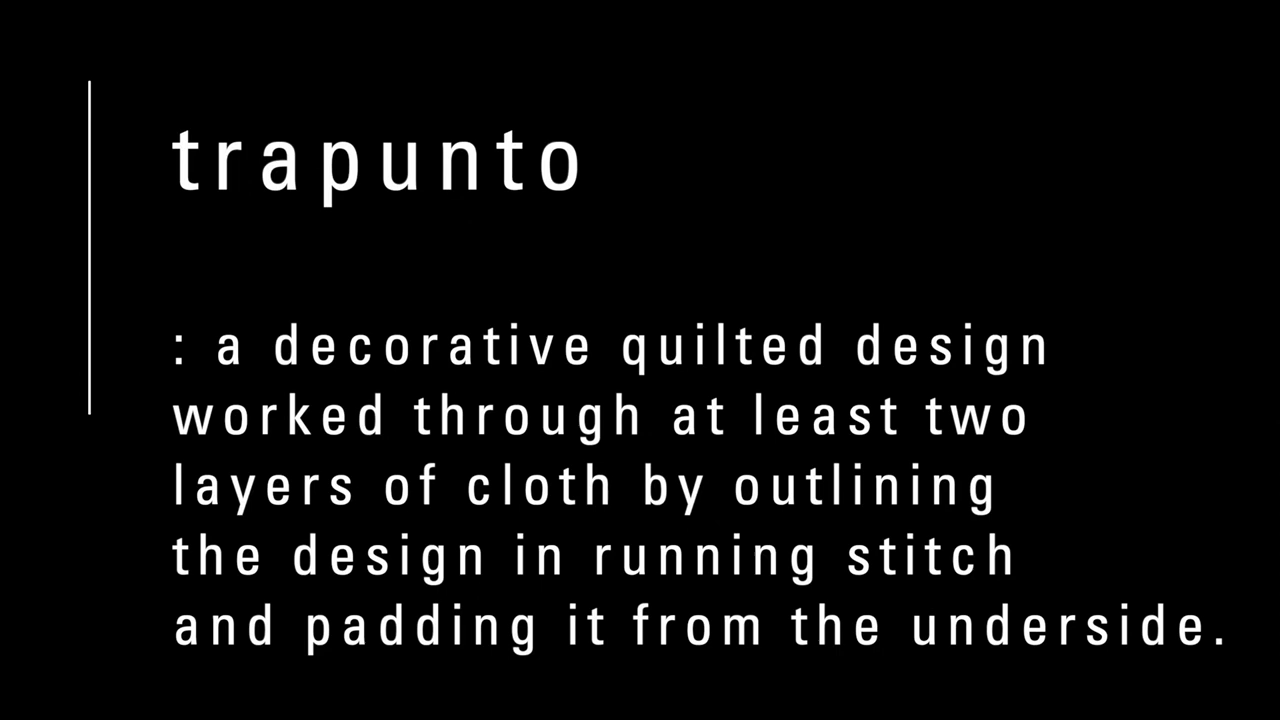 trapunto
: a decorative quilted design
worked through at least two
layers of cloth by outlining
the design in running stitch
and padding it from the underside.